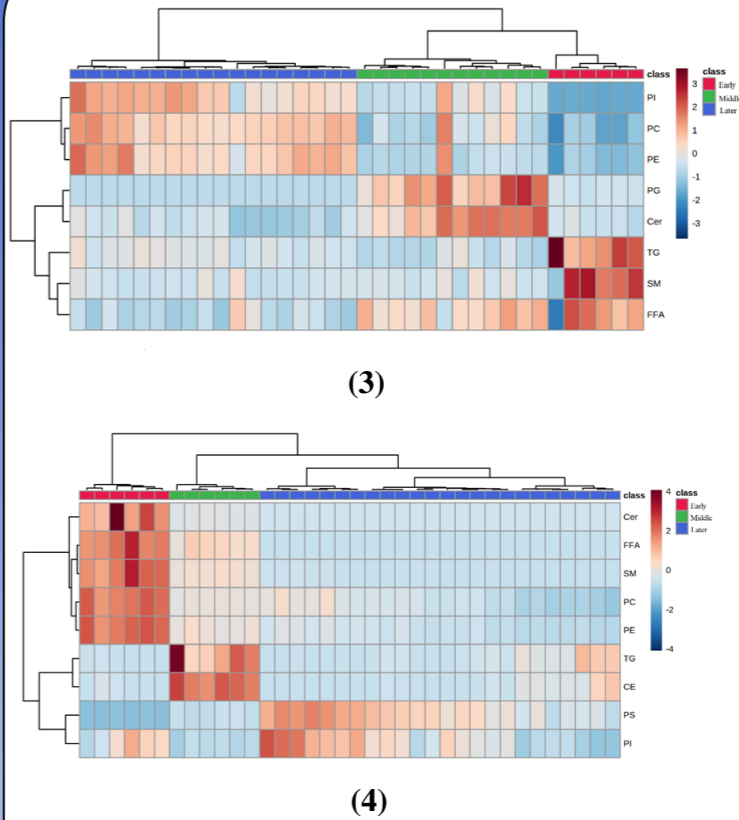 class
class
Early
Middle
Later
3
2
1
0
-1
-2
-3
PI
PC
PE
PG
Cer
TG
SM
FFA
(3)
class
class
Early
Middle
Later
4
2
0
-2
-4
Cer
FFA
SM
PC
PE
TG
CE
PS
PI
(4)